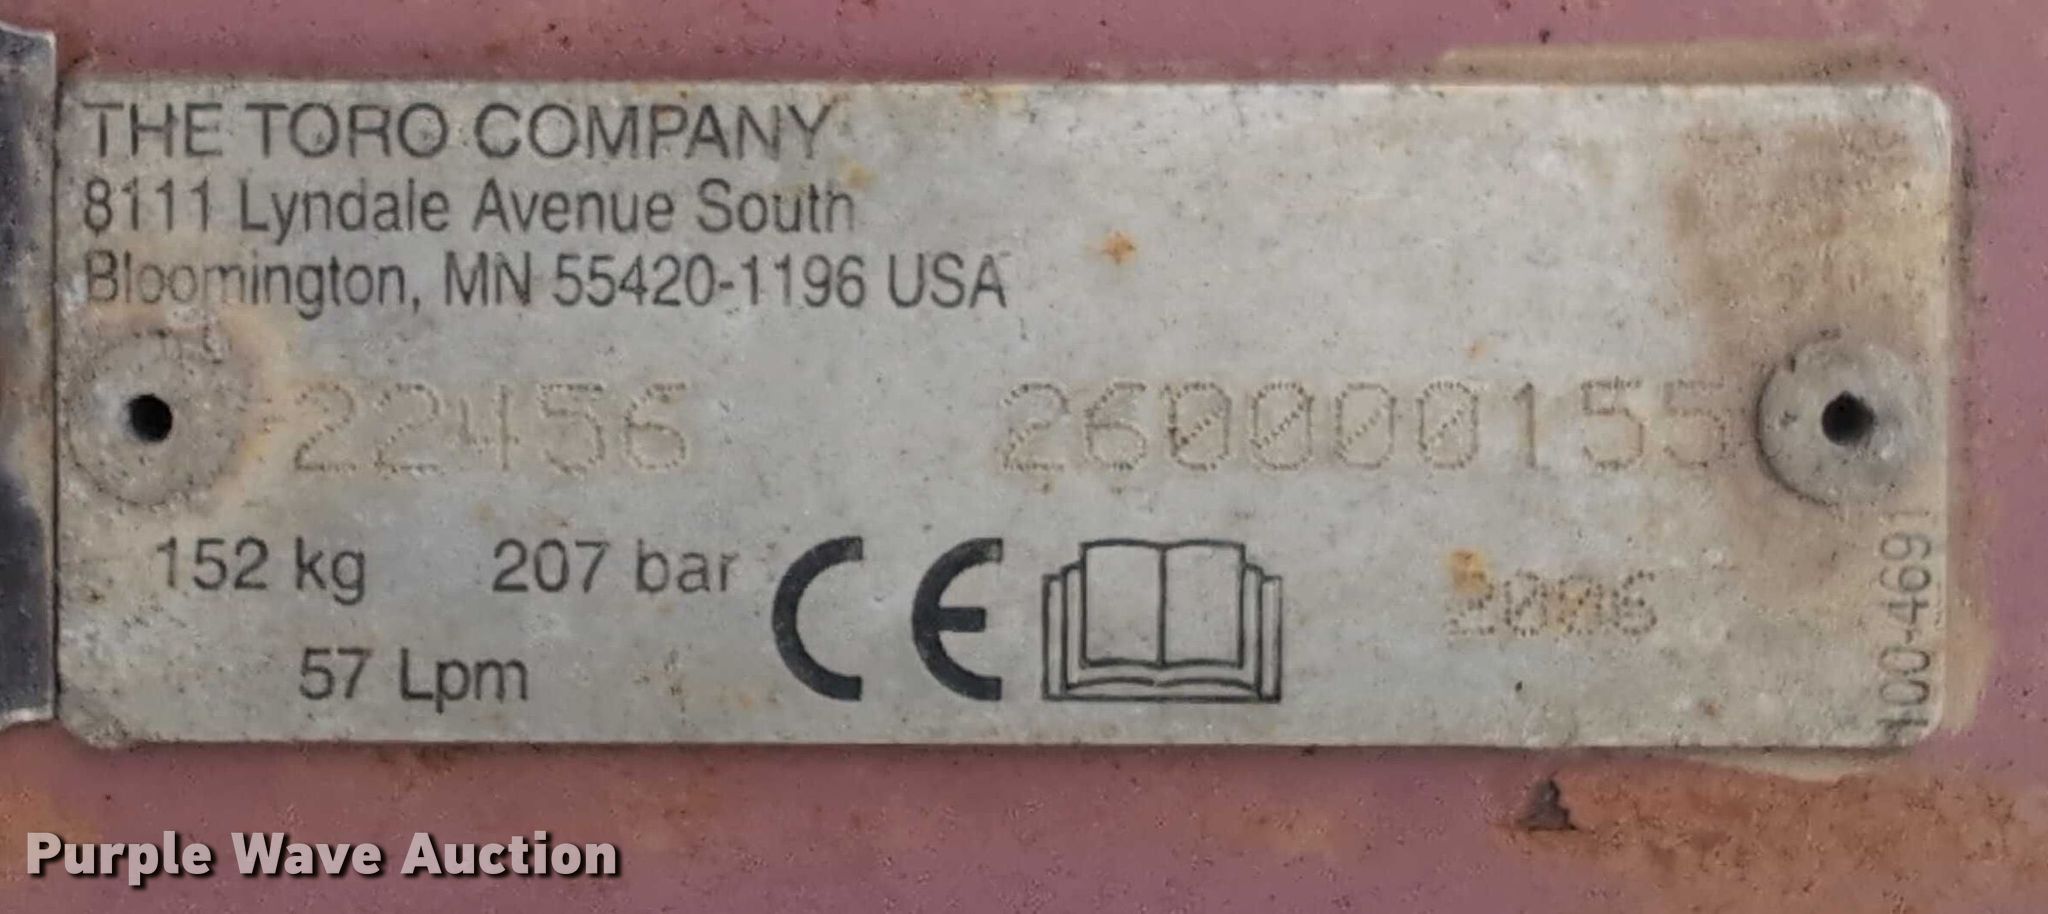 THE TORO COMPANY
8111 Lyndale Avenue South
Bloomington, MN 55420-1196 USA
22456 260000155
152 kg 207 bar CE 2006
57 Lpm
100-4691
Purple Wave Auction